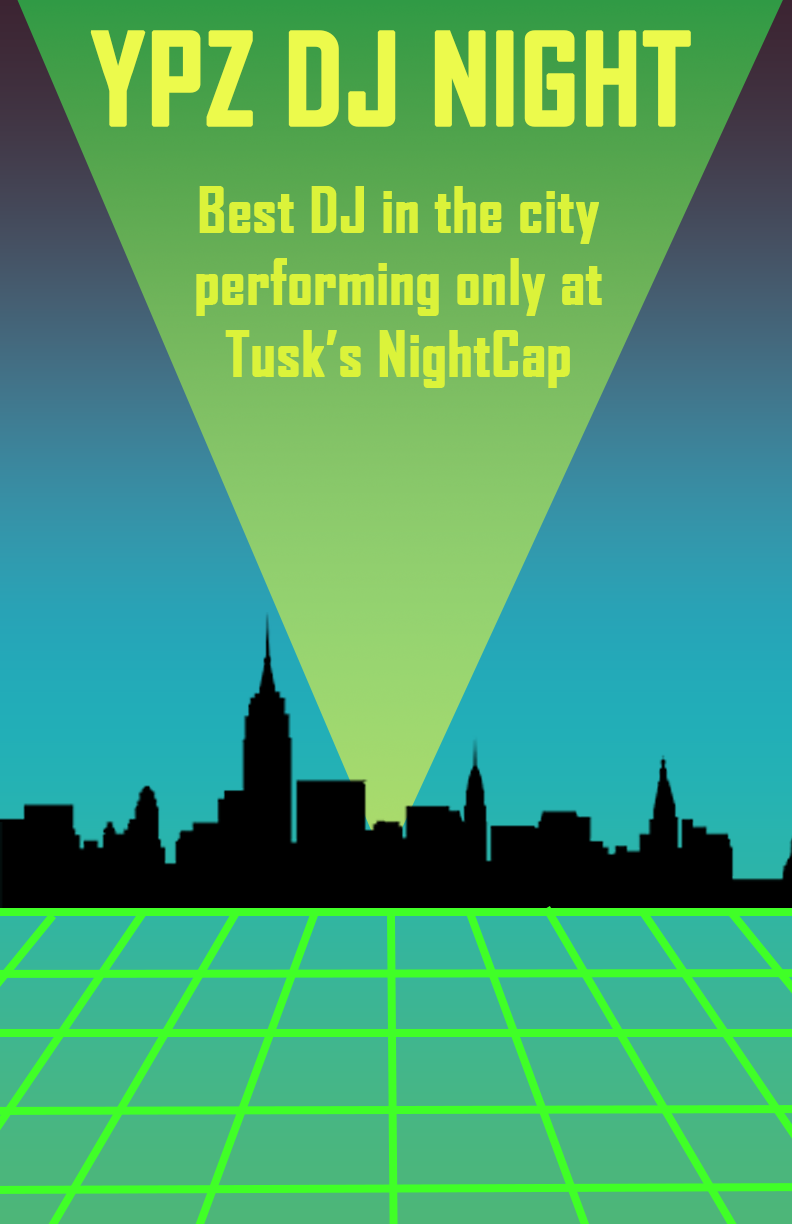 YPZ DJ NIGHT
Best DJ in the city
performing only at
Tusk's NightCap